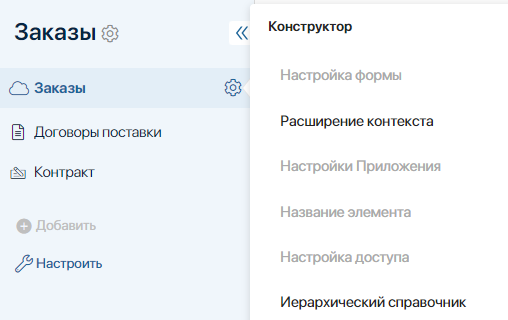 Заказы
Заказы
Договоры поставки
Контракт
Добавить
Настроить
Конструктор
Настройка формы
Расширение контекста
Настройки Приложения
Название элемента
Настройка доступа
Иерархический справочник